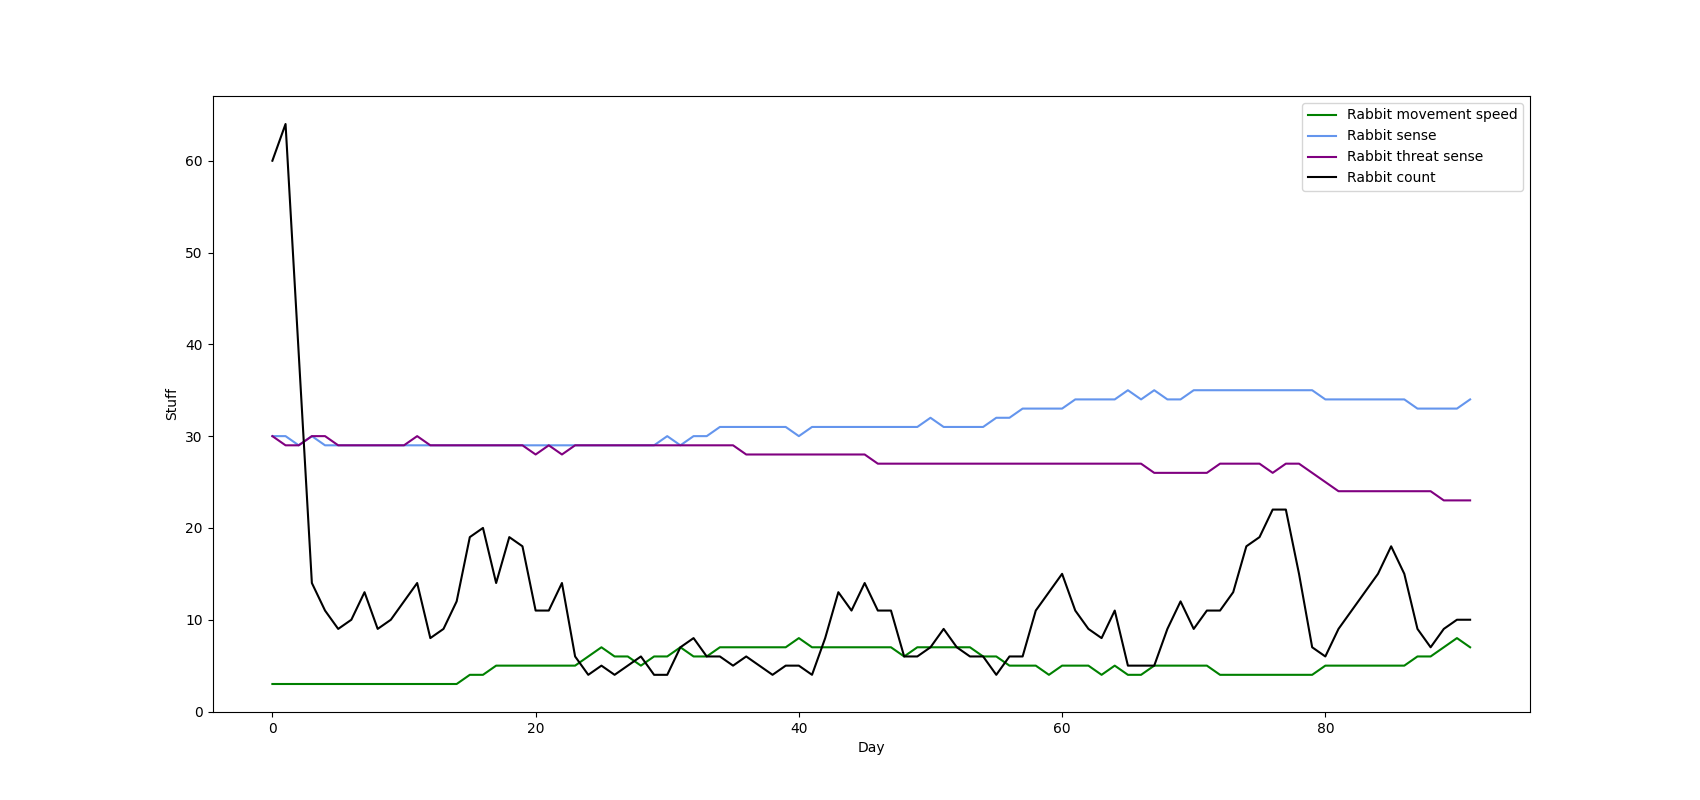 Rabbit movement speed
Rabbit sense
Rabbit threat sense
Rabbit count
60
50
40
30
20
10
0
Stuff
0 20 40 60 80
Day